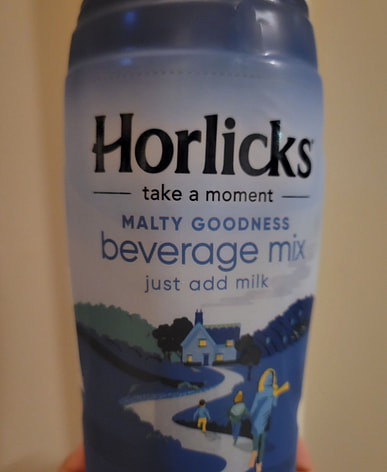 Horlicks
take a moment
MALTY GOODNESS
beverage mix
just add milk